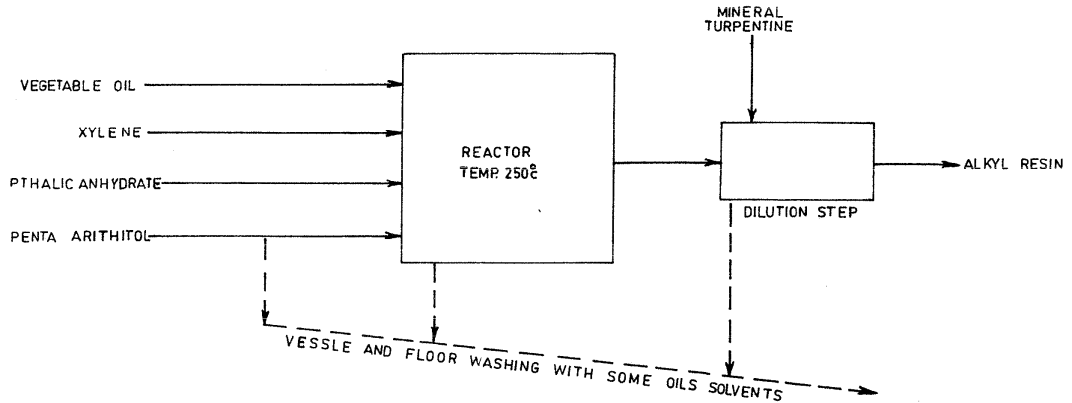 MINERAL
TURPENTINE
VEGETABLE OIL
XYLENE
PTHALIC ANHYDRATE
PENTA ARITHITOL
REACTOR
TEMP. 250°C
ALKYL RESIN
DILUTION STEP
VESSLE AND FLOOR WASHING WITH SOME OILS SOLVENTS